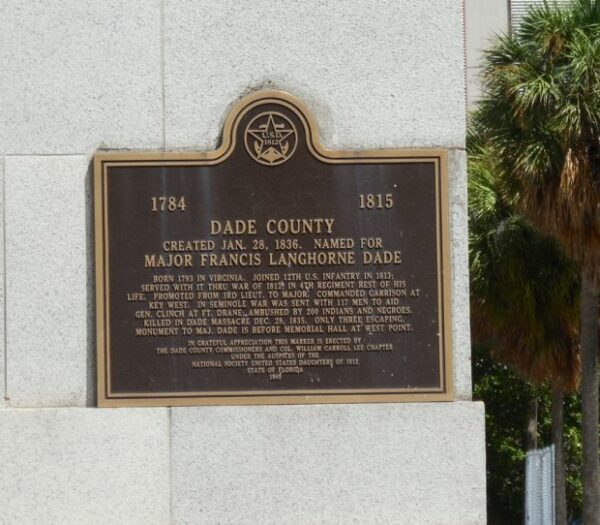 U.S.D.
1812
1784 1815
DADE COUNTY
CREATED JAN. 28, 1836. NAMED FOR
MAJOR FRANCIS LANGHORNE DADE
BORN 1793 IN VIRGINIA. JOINED 12TH U.S. INFANTRY IN 1813;
SERVED WITH IT THRU WAR OF 1812; IN 4TH REGIMENT REST OF HIS
LIFE. PROMOTED FROM 3RD LIEUT. TO MAJOR. COMMANDED GARRISON AT
KEY WEST. IN SEMINOLE WAR WAS SENT WITH 117 MEN TO AID
GEN. CLINCH AT FT. DRANE, AMBUSHED BY 200 INDIANS AND NEGROES.
KILLED IN DADE MASSACRE DEC. 28, 1835. ONLY THREE ESCAPING.
MONUMENT TO MAJ. DADE IS BEFORE MEMORIAL HALL AT WEST POINT.
IN GRATEFUL APPRECIATION THIS MARKER IS ERECTED BY
THE DADE COUNTY COMMISSIONERS AND COL. WILLIAM CARROLL LEE CHAPTER
UNDER THE AUSPICES OF THE
NATIONAL SOCIETY UNITED STATES DAUGHTERS OF 1812
STATE OF FLORIDA